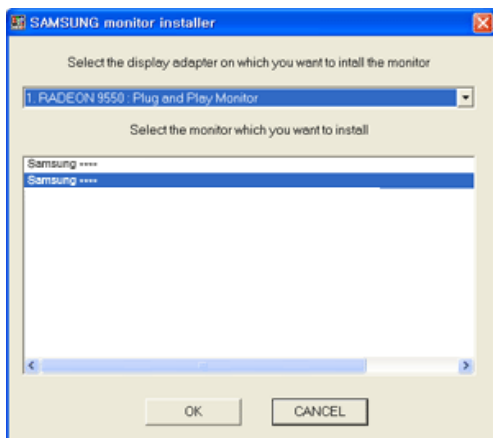 SAMSUNG monitor installer
Select the display adapter on which you want to intall the monitor
1. RADEON 9550 : Plug and Play Monitor
Select the monitor which you want to install
Samsung ----
Samsung ----
OK
CANCEL